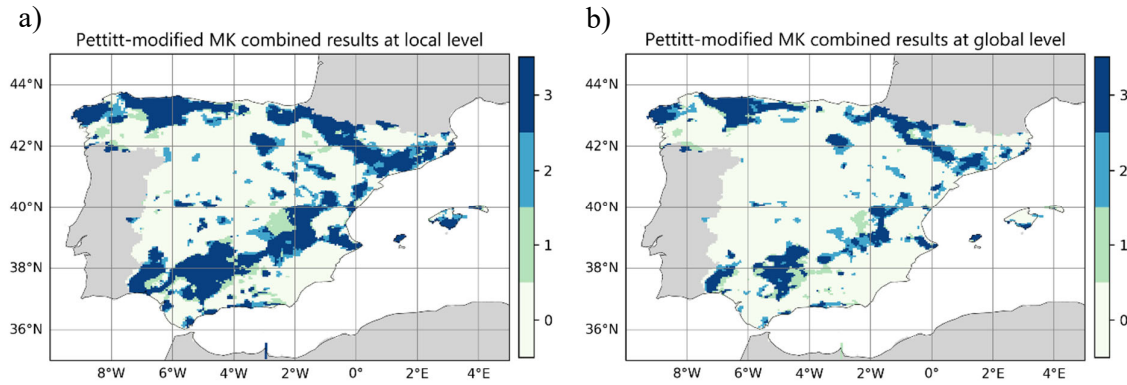 a)
Pettitt-modified MK combined results at local level
44°N
42°N
40°N
38°N
36°N
8°W 6°W 4°W 2°W 0°W 2°E 4°E
3
2
1
0
b)
Pettitt-modified MK combined results at global level
44°N
42°N
40°N
38°N
36°N
8°W 6°W 4°W 2°W 0°W 2°E 4°E
3
2
1
0